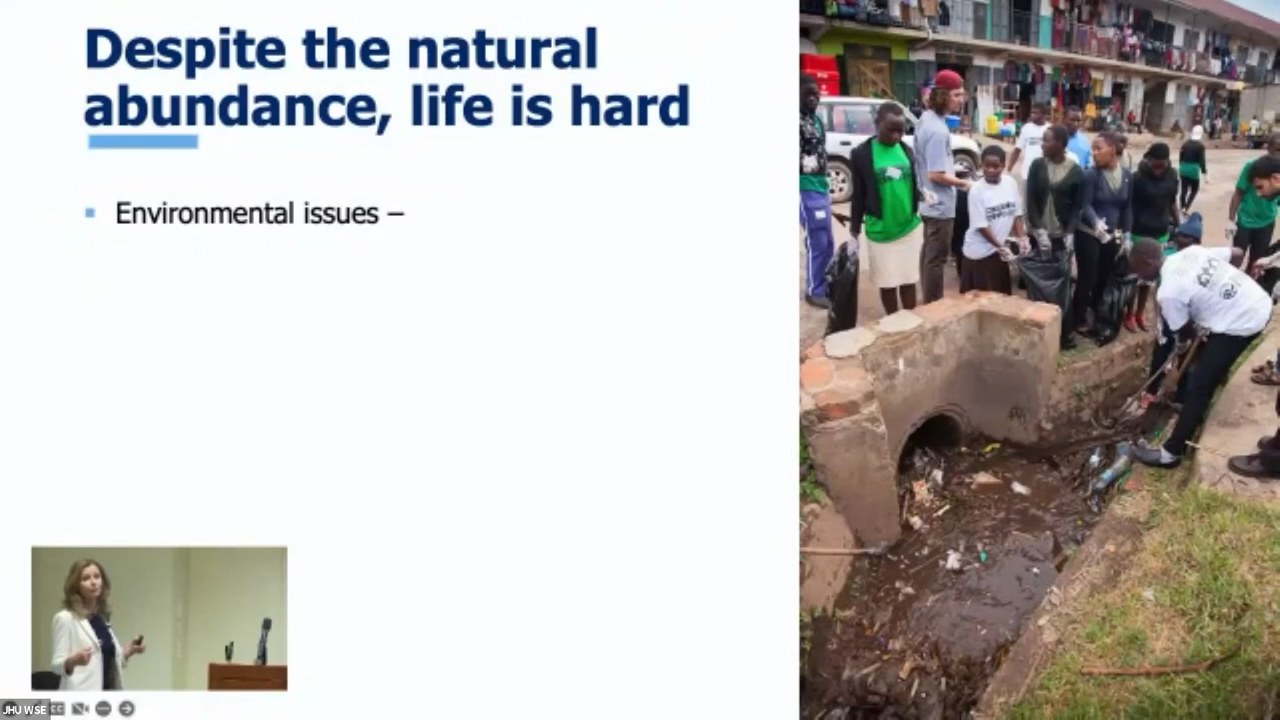 Despite the natural
abundance, life is hard
Environmental issues –
JHU WSE